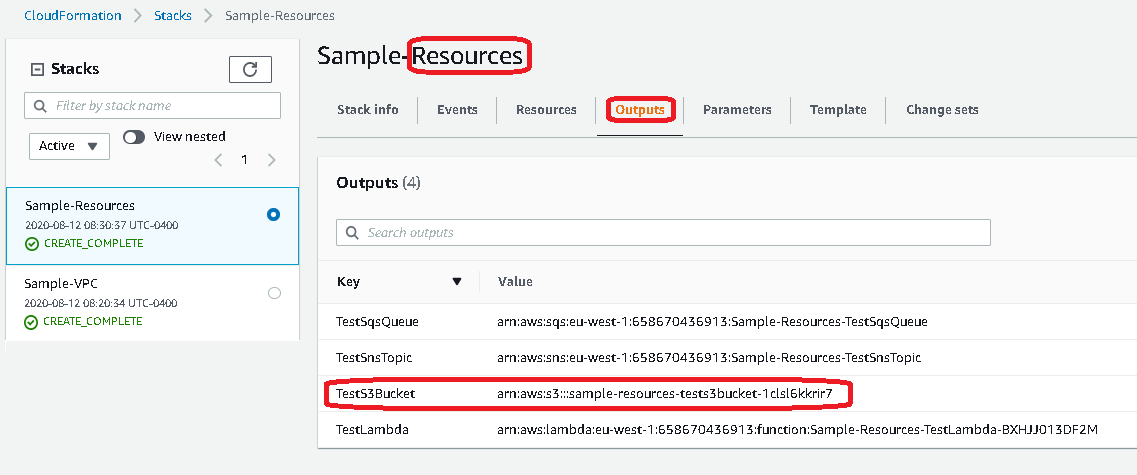 CloudFormation > Stacks > Sample-Resources
Stacks
Filter by stack name
Active
View nested
1
Sample-Resources
2020-08-12 08:30:37 UTC-0400
CREATE_COMPLETE
Sample-VPC
2020-08-12 08:20:34 UTC-0400
CREATE_COMPLETE
Sample-Resources
Stack info Events Resources Outputs Parameters Template Change sets
Outputs (4)
Search outputs
Key Value
TestSqsQueue arn:aws:sqs:eu-west-1:658670436913:Sample-Resources-TestSqsQueue
TestSnsTopic arn:aws:sns:eu-west-1:658670436913:Sample-Resources-TestSnsTopic
TestS3Bucket arn:aws:s3:::sample-resources-tests3bucket-1clsl6kkrir7
TestLambda arn:aws:lambda:eu-west-1:658670436913:function:Sample-Resources-TestLambda-BXHJJ013DF2M